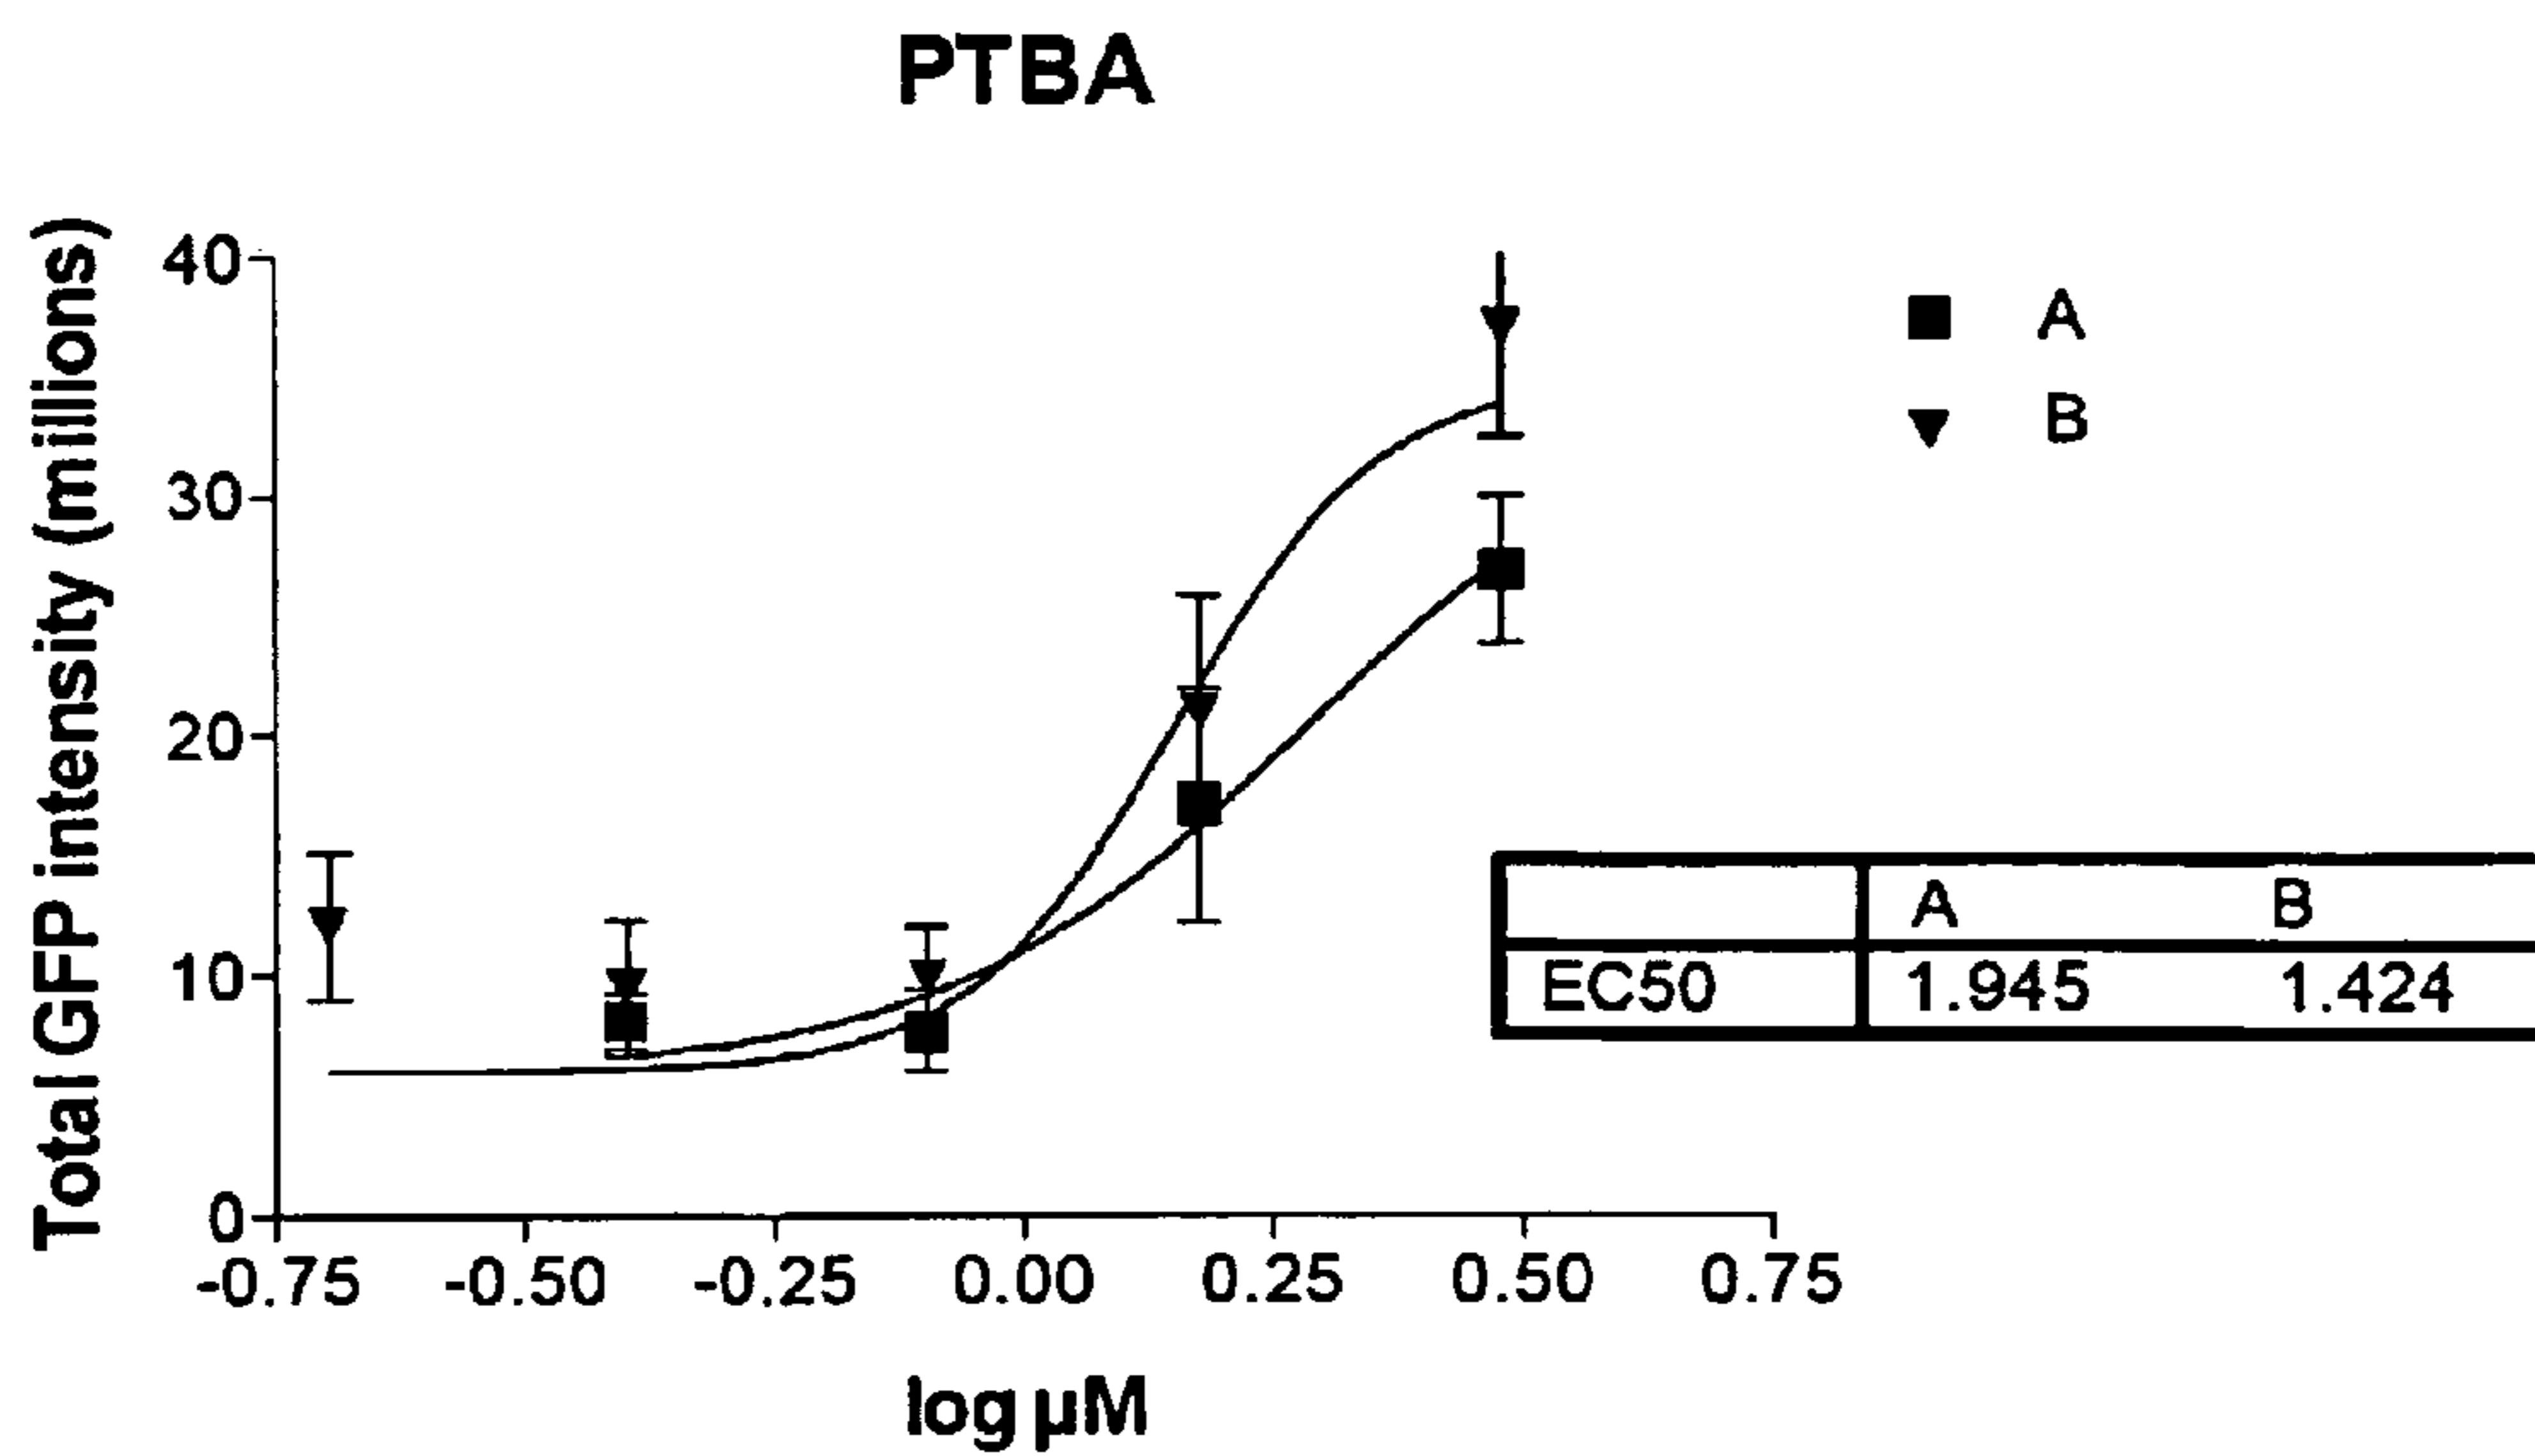 PTBA
Total GFP intensity (millions)
40
30
20
10
0
-0.75 -0.50 -0.25 0.00 0.25 0.50 0.75
log µM
A
B
A B
EC50 1.945 1.424